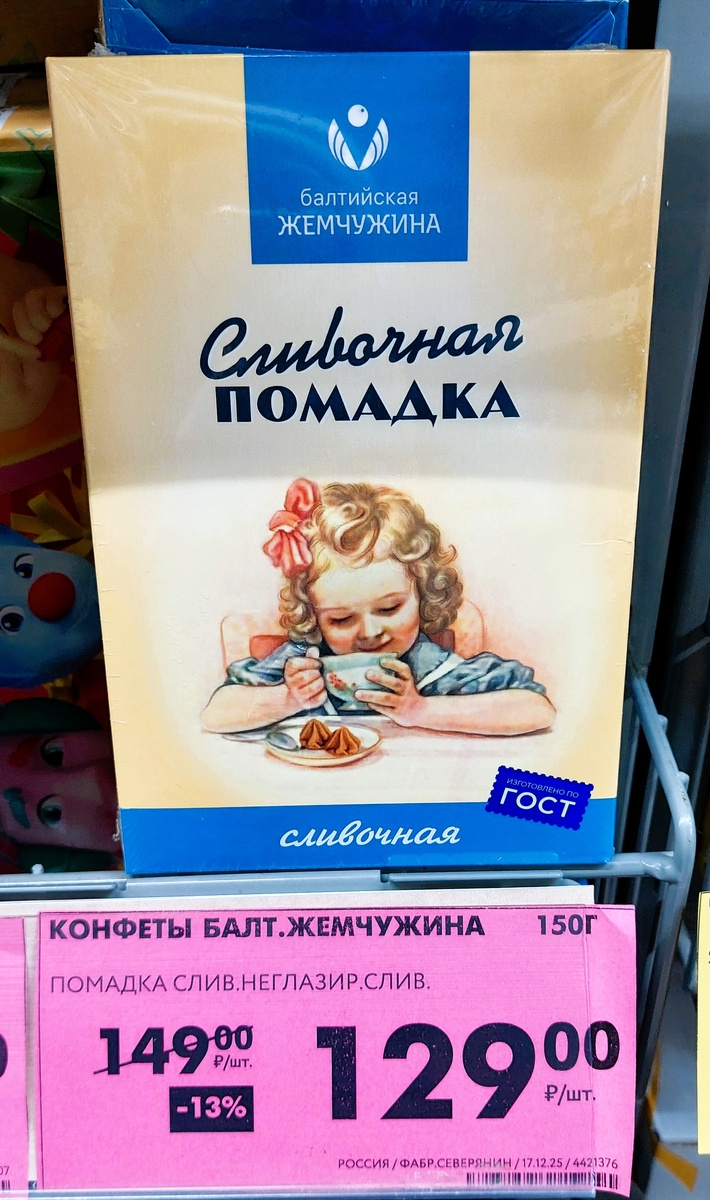 балтийская
ЖЕМЧУЖИНА
Сливочная
ПОМАДКА
ИЗГОТОВЛЕНО ПО
ГОСТ
сливочная
КОНФЕТЫ БАЛТ.ЖЕМЧУЖИНА 150Г
ПОМАДКА СЛИВ.НЕГЛАЗИР.СЛИВ.
149 00 ₽/шт.
-13%
129 00 ₽/шт.
РОССИЯ / ФАБР.СЕВЕРЯНИН / 17.12.25 / 4421376